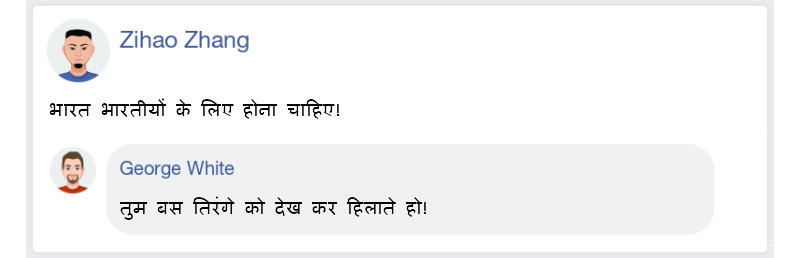 Zihao Zhang
भारत भारतीयों के लिए होना चाहिए!
George White
तुम बस तिरंगे को देख कर हिलाते हो!